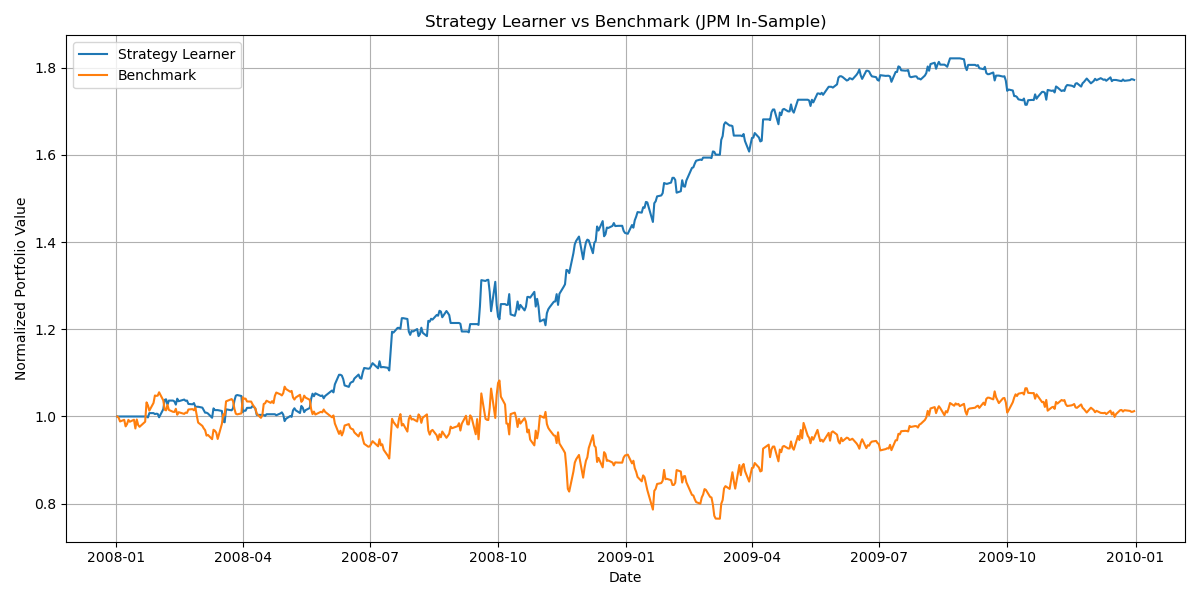 Strategy Learner vs Benchmark (JPM In-Sample)
Strategy Learner
Benchmark
Normalized Portfolio Value
1.8
1.6
1.4
1.2
1.0
0.8
2008-01 2008-04 2008-07 2008-10 2009-01 2009-04 2009-07 2009-10 2010-01
Date